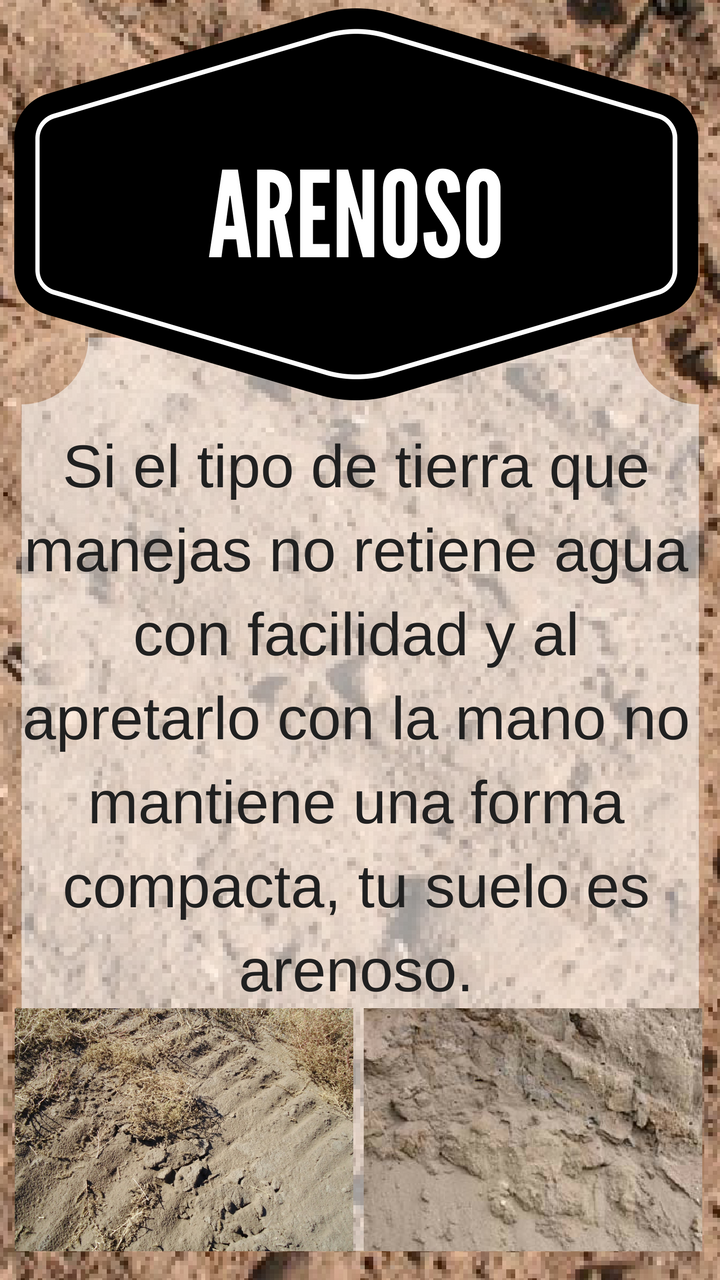 ARENOSO
Si el tipo de tierra que
manejas no retiene agua
con facilidad y al
apretarlo con la mano no
mantiene una forma
compacta, tu suelo es
arenoso.